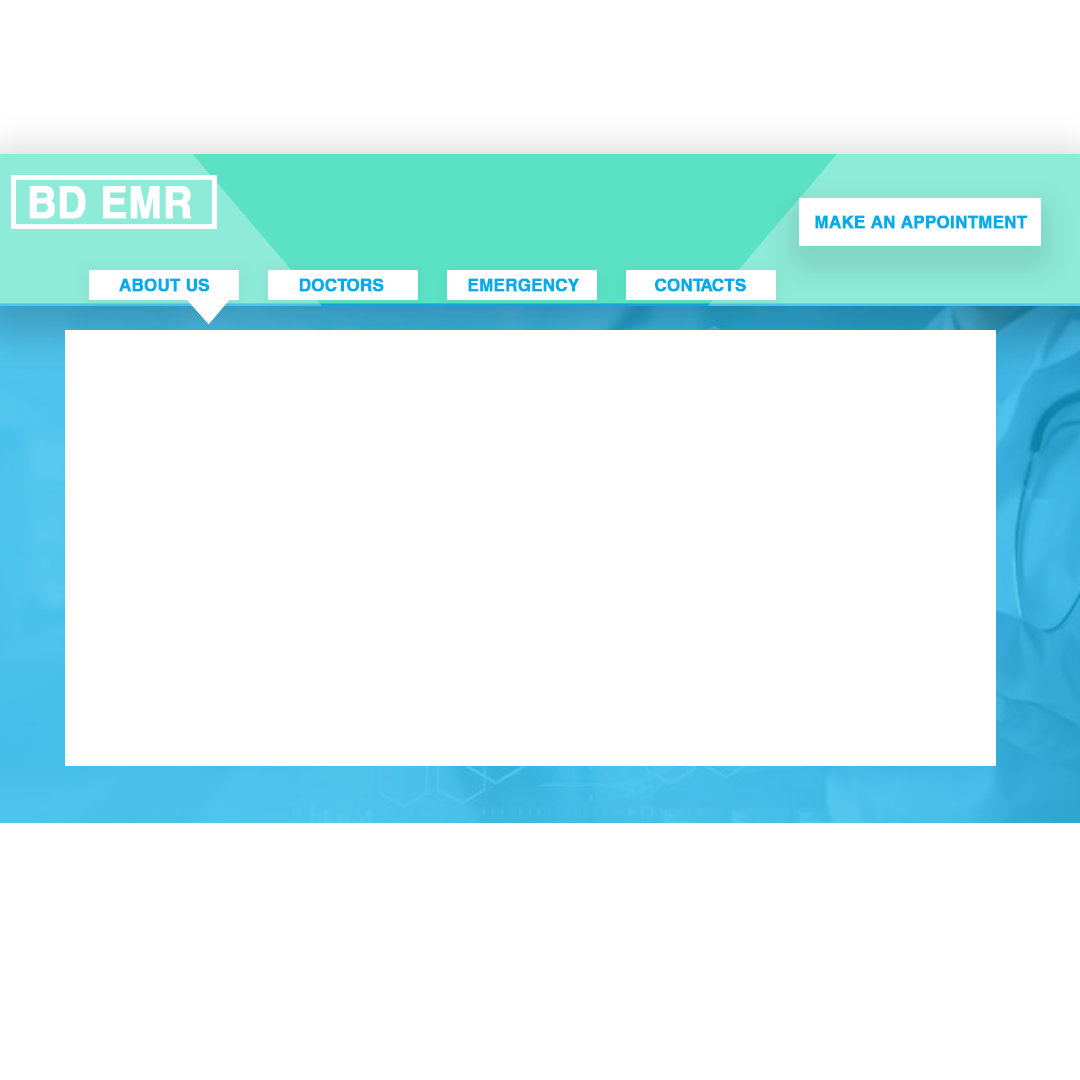 BD EMR
MAKE AN APPOINTMENT
ABOUT US
DOCTORS
EMERGENCY
CONTACTS